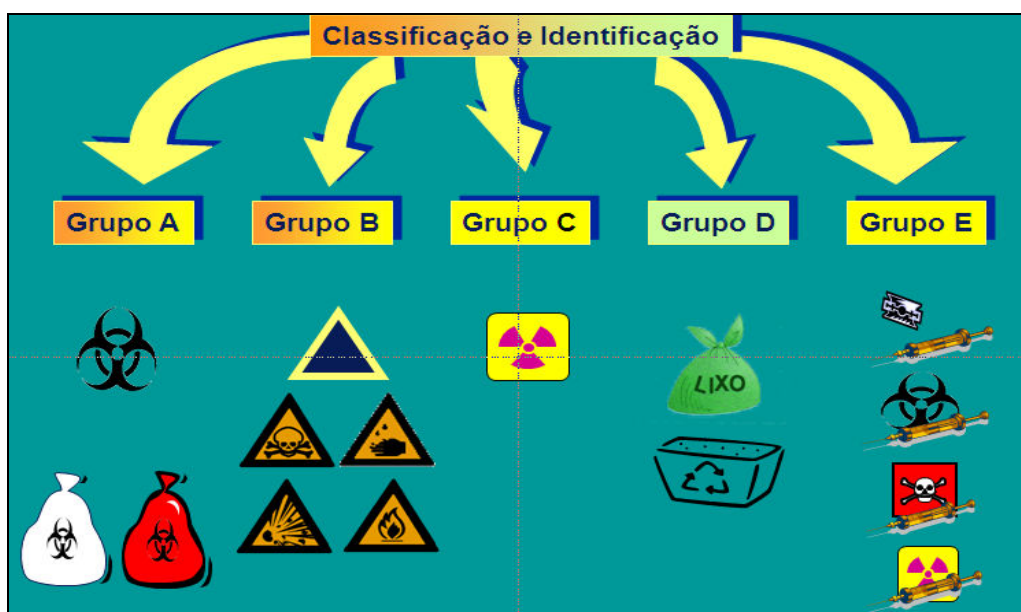 Classificação e Identificação
Grupo A
Grupo B
Grupo C
Grupo D
Grupo E
LIXO